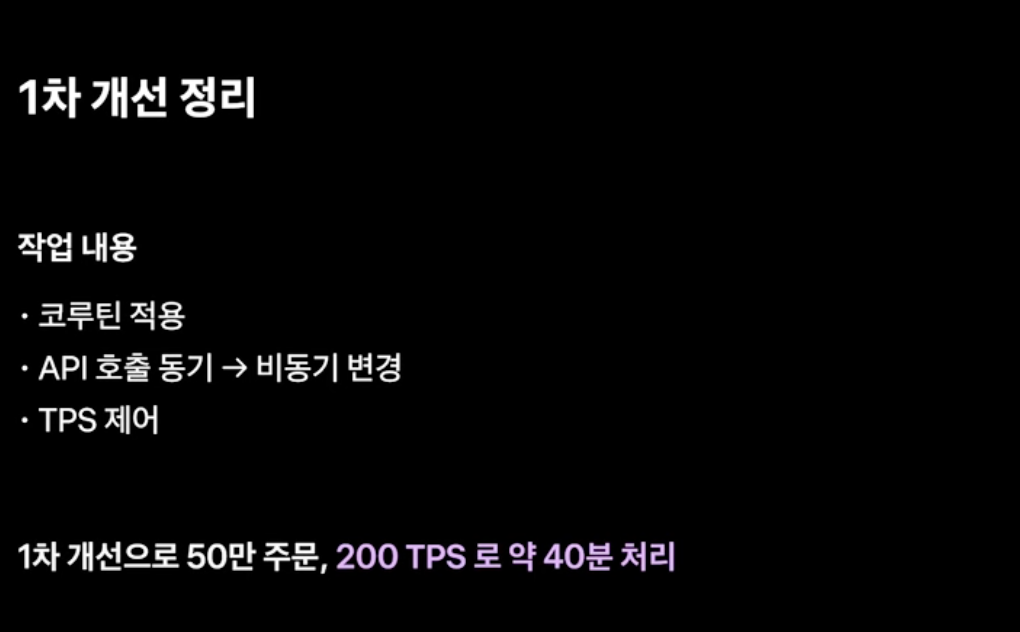 1차 개선 정리
작업 내용
· 코루틴 적용
· API 호출 동기 → 비동기 변경
· TPS 제어
1차 개선으로 50만 주문, 200 TPS 로 약 40분 처리